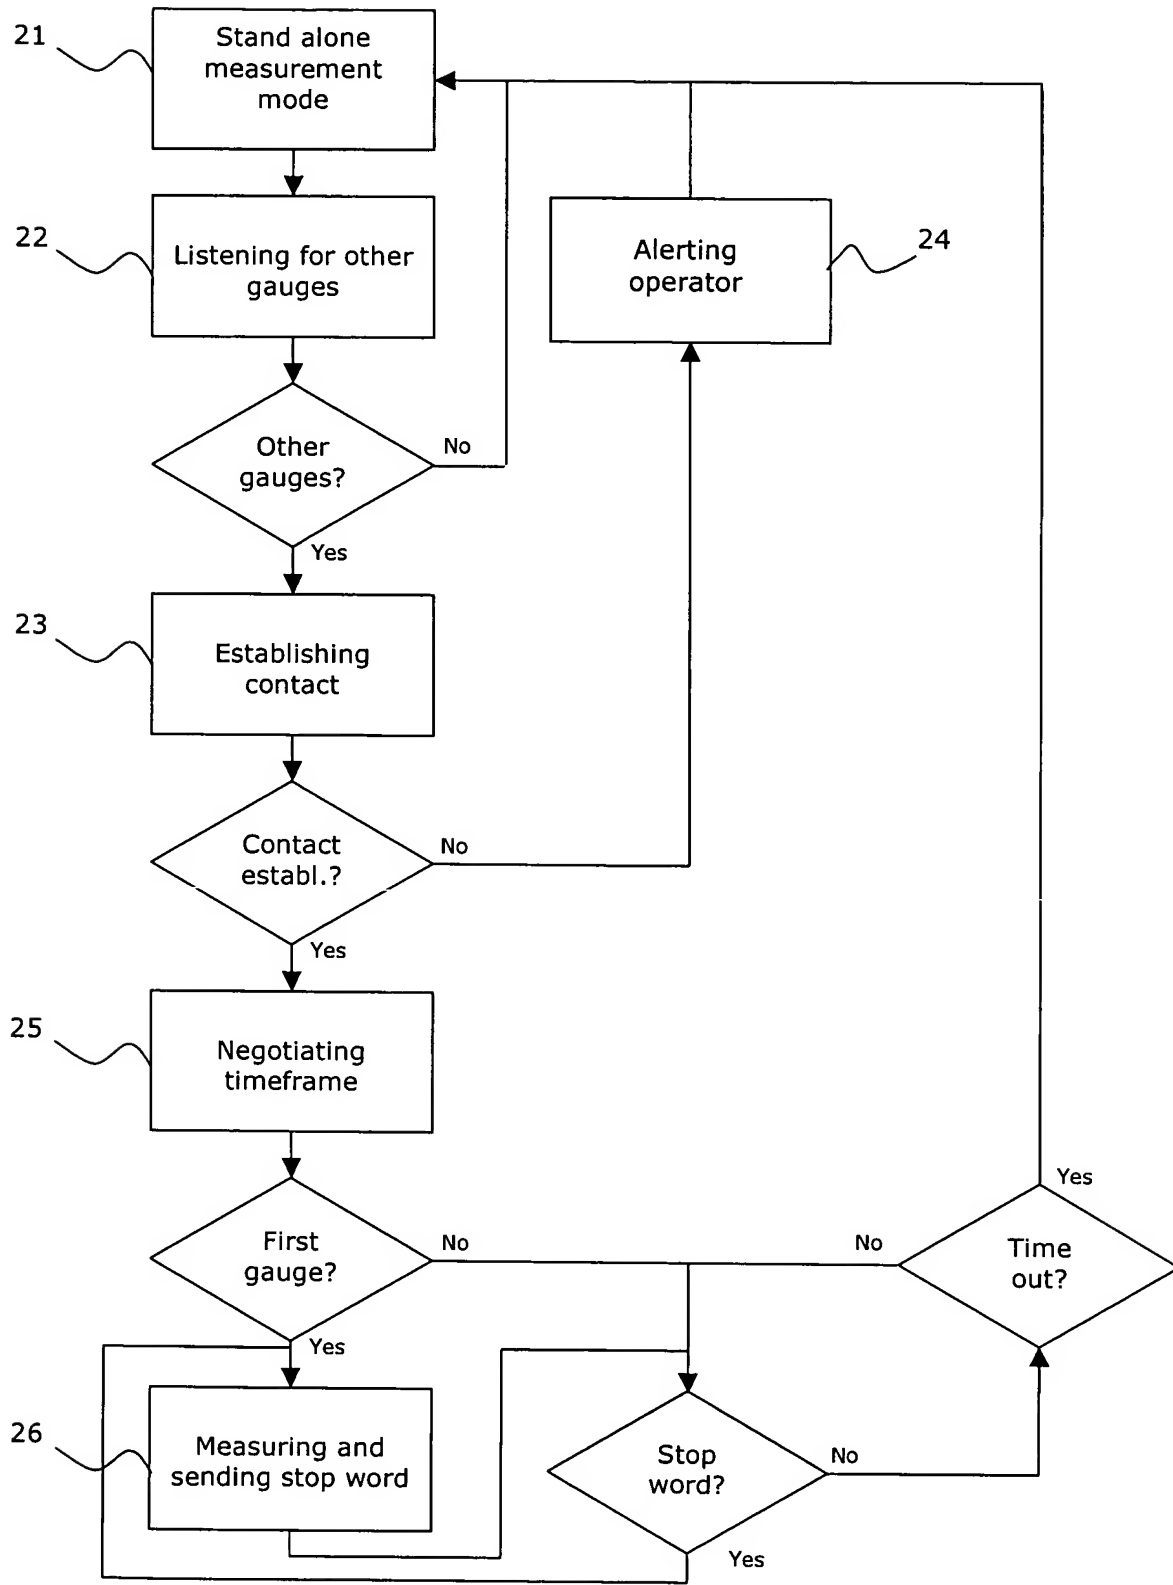 21
Stand alone
measurement
mode
22
Listening for other
gauges
Alerting
operator
24
Other
gauges?
No
Yes
23
Establishing
contact
Contact
establ.?
No
Yes
25
Negotiating
timeframe
First
gauge?
No
Yes
No
Time
out?
Yes
26
Measuring and
sending stop word
Stop
word?
No
Yes